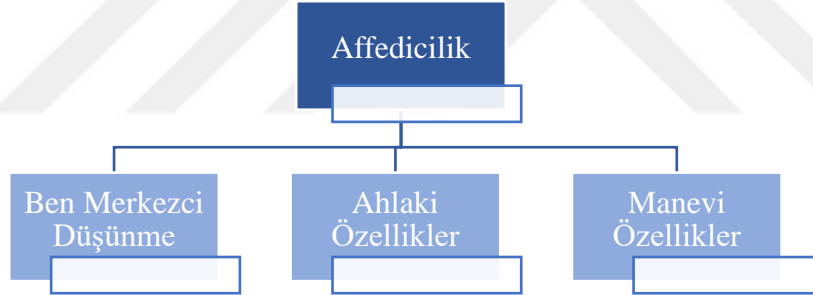 Affedicilik
Ben Merkezci
Düşünme
Ahlaki
Özellikler
Manevi
Özellikler